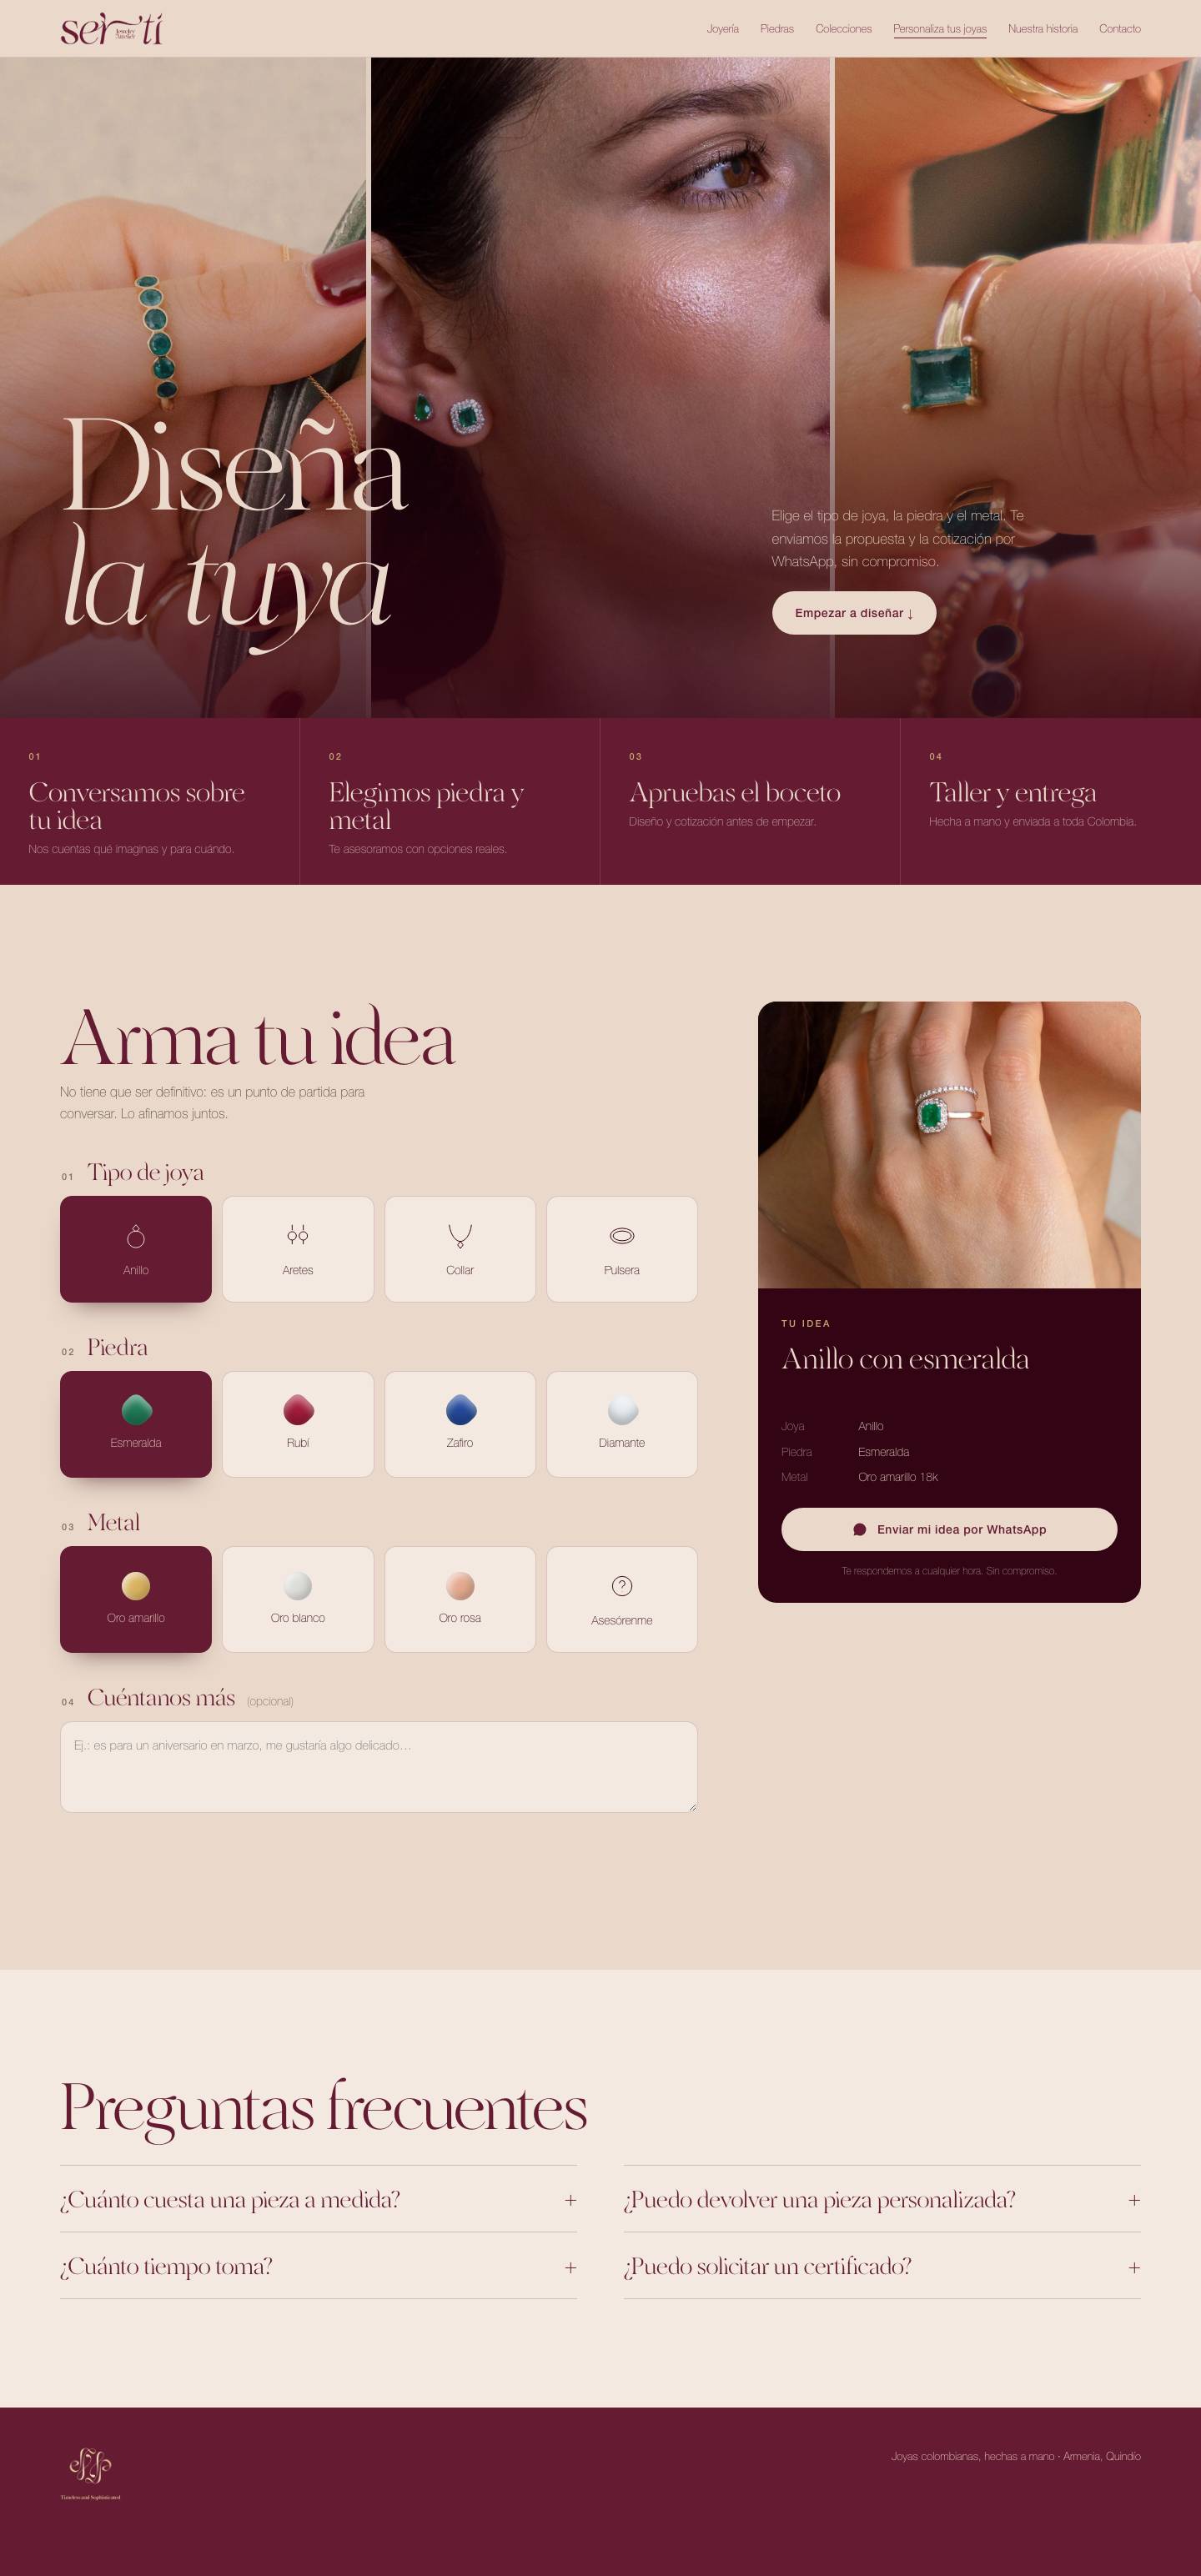 serti
Jewelry
Atelier
Joyería Piedras Colecciones Personaliza tus joyas Nuestra historia Contacto
Diseña
la tuya
Elige el tipo de joya, la piedra y el metal. Te
enviamos la propuesta y la cotización por
WhatsApp, sin compromiso.
Empezar a diseñar ↓
01
Conversamos sobre
tu idea
Nos cuentas qué imaginas y para cuándo.
02
Elegimos piedra y
metal
Te asesoramos con opciones reales.
03
Apruebas el boceto
Diseño y cotización antes de empezar.
04
Taller y entrega
Hecha a mano y enviada a toda Colombia.
Arma tu idea
No tiene que ser definitivo: es un punto de partida para
conversar. Lo afinamos juntos.
01 Tipo de joya
Anillo Aretes Collar Pulsera
02 Piedra
Esmeralda Rubí Zafiro Diamante
03 Metal
Oro amarillo Oro blanco Oro rosa Asesórenme
04 Cuéntanos más (opcional)
Ej.: es para un aniversario en marzo, me gustaría algo delicado…
TU IDEA
Anillo con esmeralda
Joya Anillo
Piedra Esmeralda
Metal Oro amarillo 18k
Enviar mi idea por WhatsApp
Te respondemos a cualquier hora. Sin compromiso.
Preguntas frecuentes
¿Cuánto cuesta una pieza a medida? +
¿Puedo devolver una pieza personalizada? +
¿Cuánto tiempo toma? +
¿Puedo solicitar un certificado? +
Timeless and Sophisticated
Joyas colombianas, hechas a mano · Armenia, Quindío